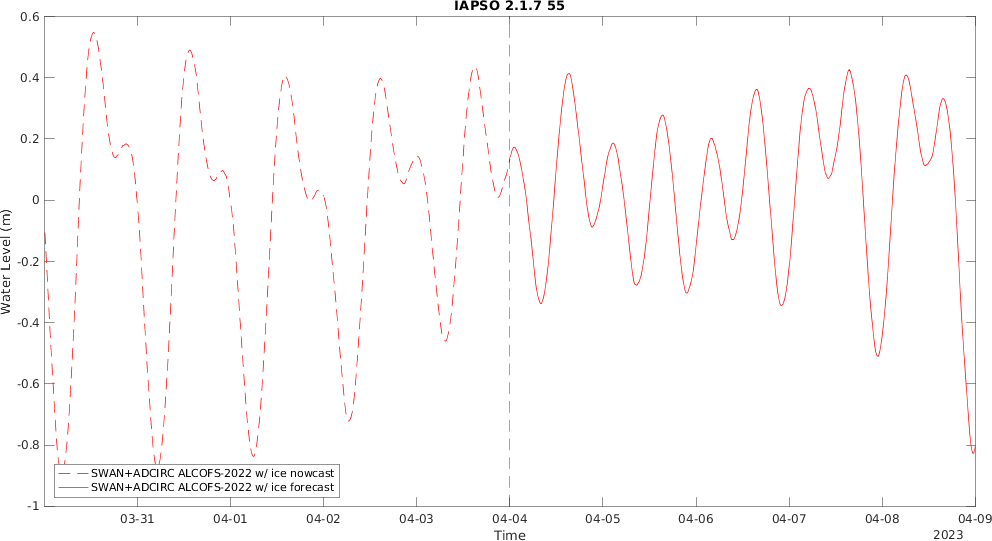 IAPSO 2.1.7 55
0.6
0.4
0.2
0
-0.2
-0.4
-0.6
-0.8
-1
Water Level (m)
SWAN+ADCIRC ALCOFS-2022 w/ ice nowcast
SWAN+ADCIRC ALCOFS-2022 w/ ice forecast
03-31 04-01 04-02 04-03 04-04 04-05 04-06 04-07 04-08 04-09
Time
2023